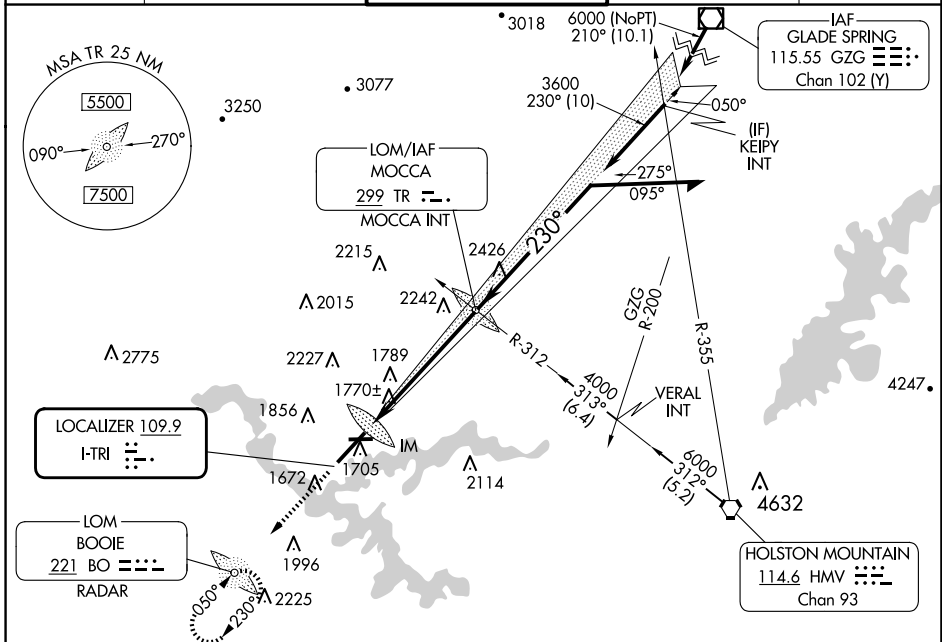 MSA TR 25 NM
5500
090°
270°
7500
3018
3077
3250
6000 (NoPT)
210° (10.1)
IAF
GLADE SPRING
115.55 GZG
Chan 102 (Y)
3600
230° (10)
050°
(IF)
KEIPY
INT
LOM/IAF
MOCCA
299 TR
MOCCA INT
275°
095°
230°
2426
2215
2242
2015
GZG
R-200
R-355
R-312
2775
2227
1789
1770±
4000
313°
(6.4)
VERAL
INT
4247
1856
LOCALIZER 109.9
I-TRI
IM
1705
1672
2114
6000
312°
(5.2)
4632
LOM
BOOIE
221 BO
RADAR
1996
050°
230°
2225
HOLSTON MOUNTAIN
114.6 HMV
Chan 93